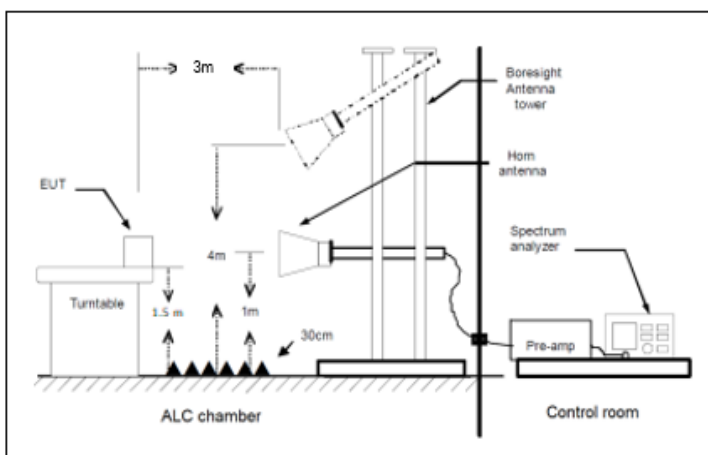 3m
Boresight
Antenna
tower
Horn
antenna
EUT
Spectrum
analyzer
4m
Turntable
1.5 m
1m
30cm
Pre-amp
ALC chamber
Control room